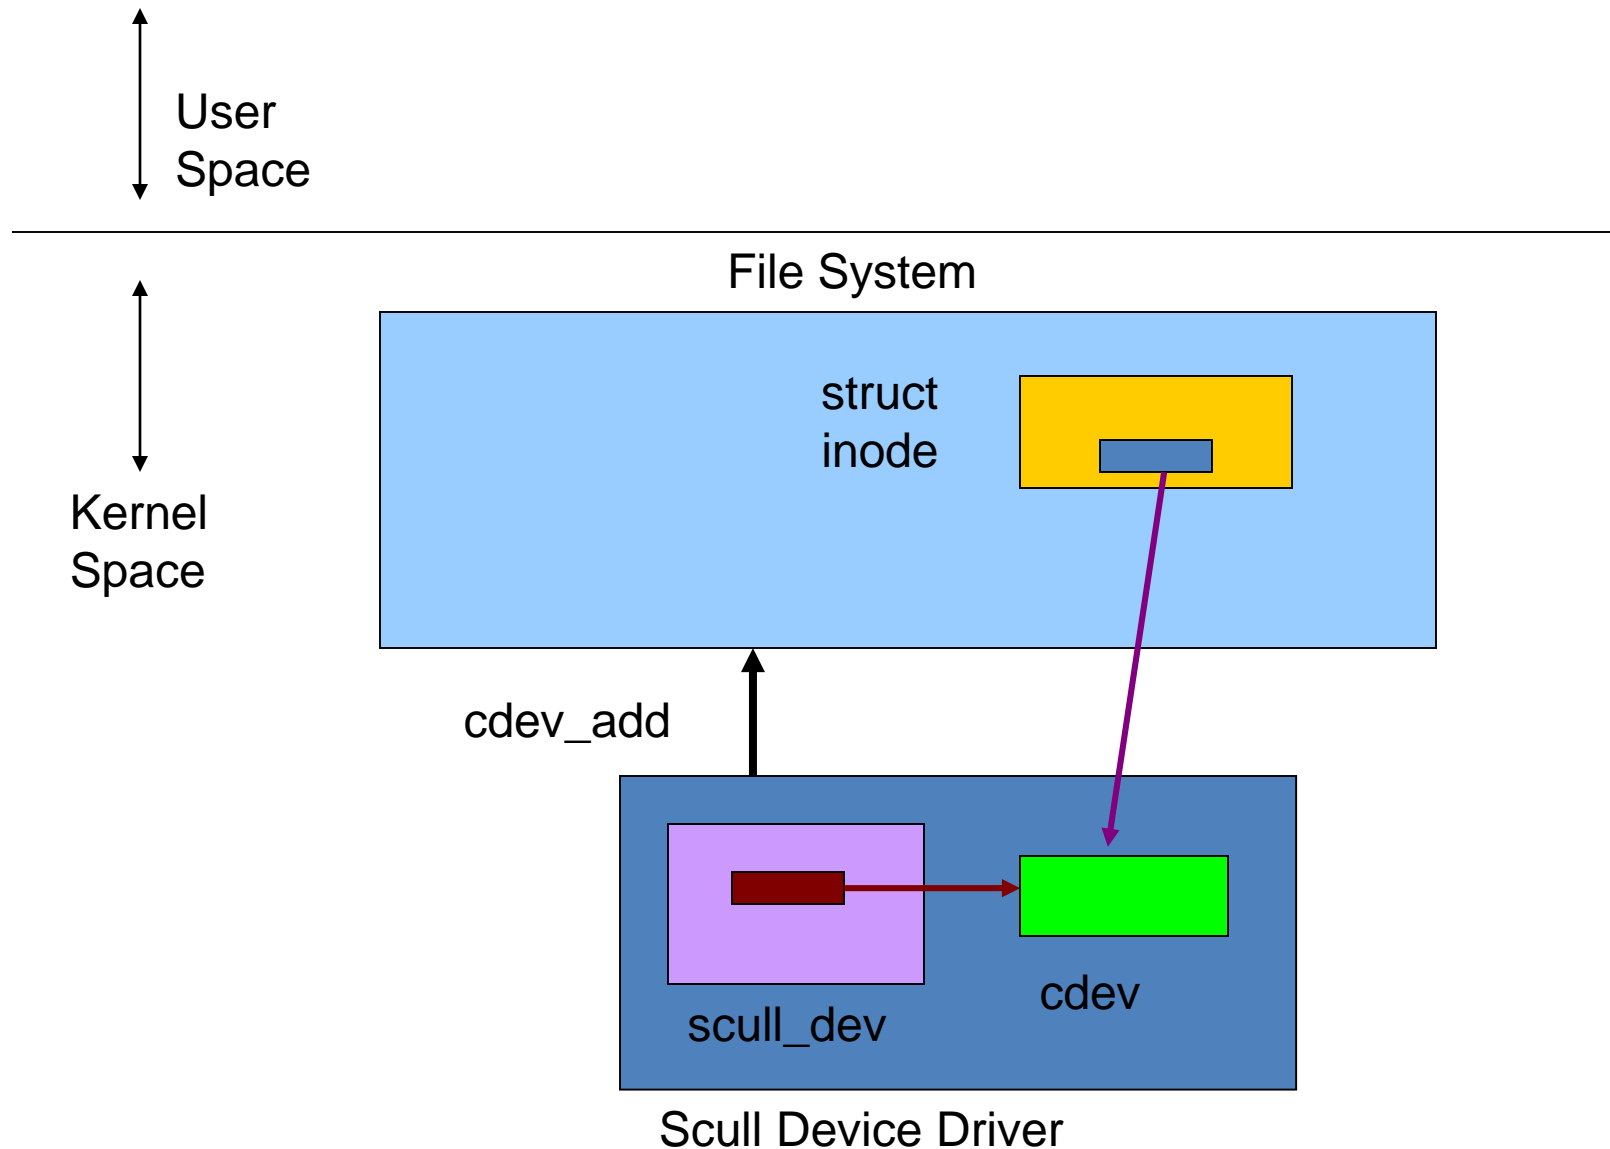 User
Space
File System
struct
inode
Kernel
Space
cdev_add
cdev
scull_dev
Scull Device Driver